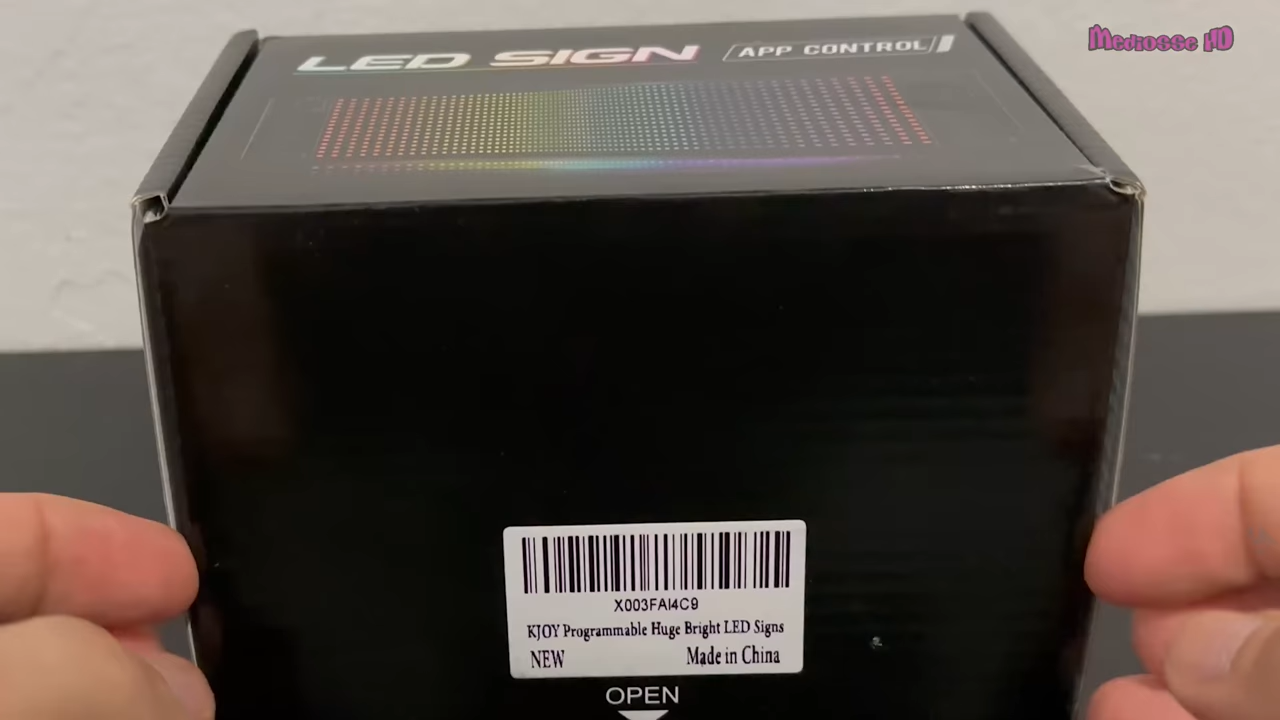 Mediosse HD
LED SIGN
APP CONTROL
X003FAI4C9
KJOY Programmable Huge Bright LED Signs
NEW
Made in China
OPEN